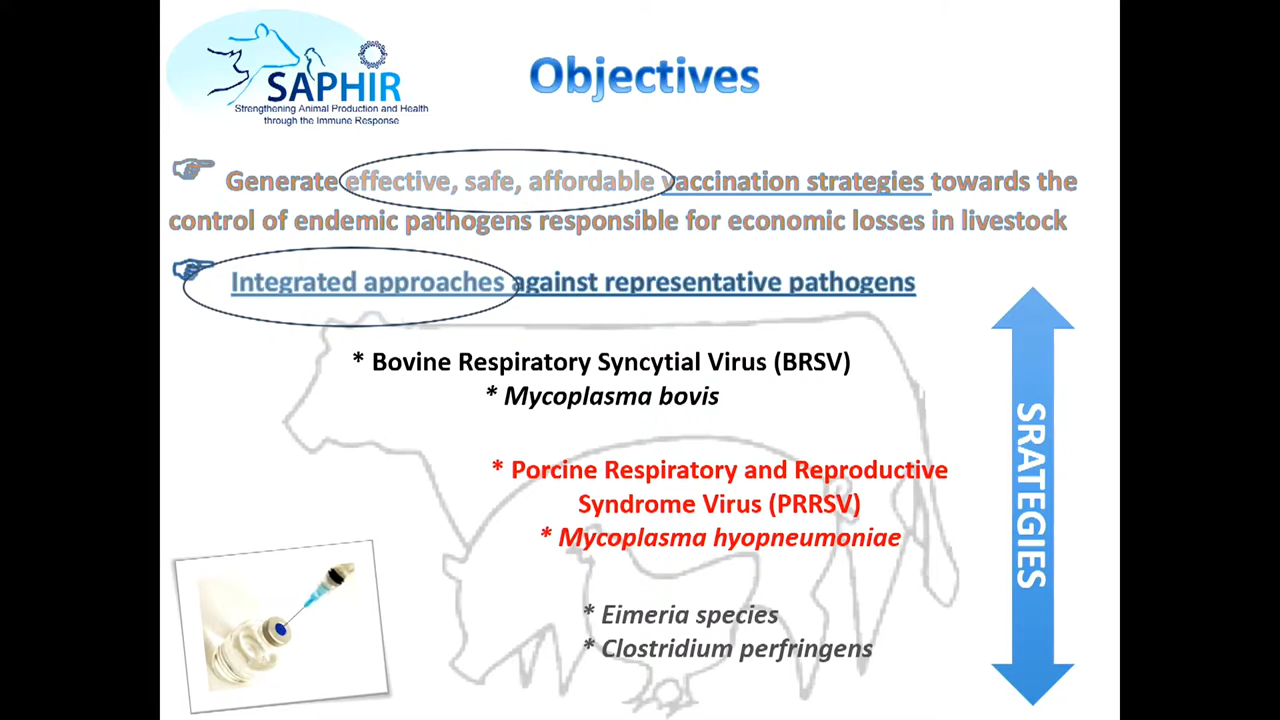 SAPHIR
Strengthening Animal Production and Health
through the Immune Response
Objectives
Generate effective, safe, affordable vaccination strategies towards the
control of endemic pathogens responsible for economic losses in livestock
Integrated approaches against representative pathogens
* Bovine Respiratory Syncytial Virus (BRSV)
* Mycoplasma bovis
* Porcine Respiratory and Reproductive
Syndrome Virus (PRRSV)
* Mycoplasma hyopneumoniae
* Eimeria species
* Clostridium perfringens
SRATEGIES